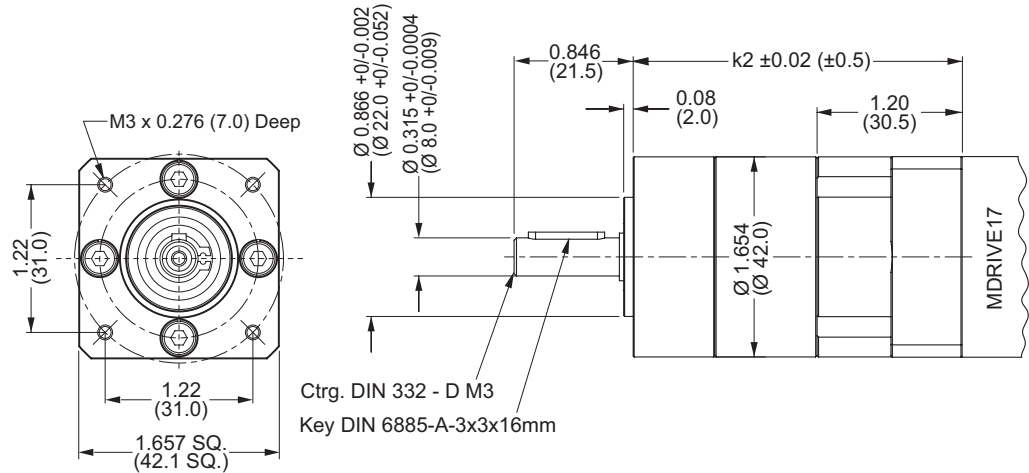 M3 x 0.276 (7.0) Deep
1.22
(31.0)
1.22
(31.0)
1.657 SQ.
(42.1 SQ.)
Ø 0.866 +0/-0.002
(Ø 22.0 +0/-0.052)
Ø 0.315 +0/-0.0004
(Ø 8.0 +0/-0.009)
0.846
(21.5)
k2 ±0.02 (±0.5)
0.08
(2.0)
1.20
(30.5)
Ø 1.654
(Ø 42.0)
MDRIVE17
Ctrg. DIN 332 - D M3
Key DIN 6885-A-3x3x16mm